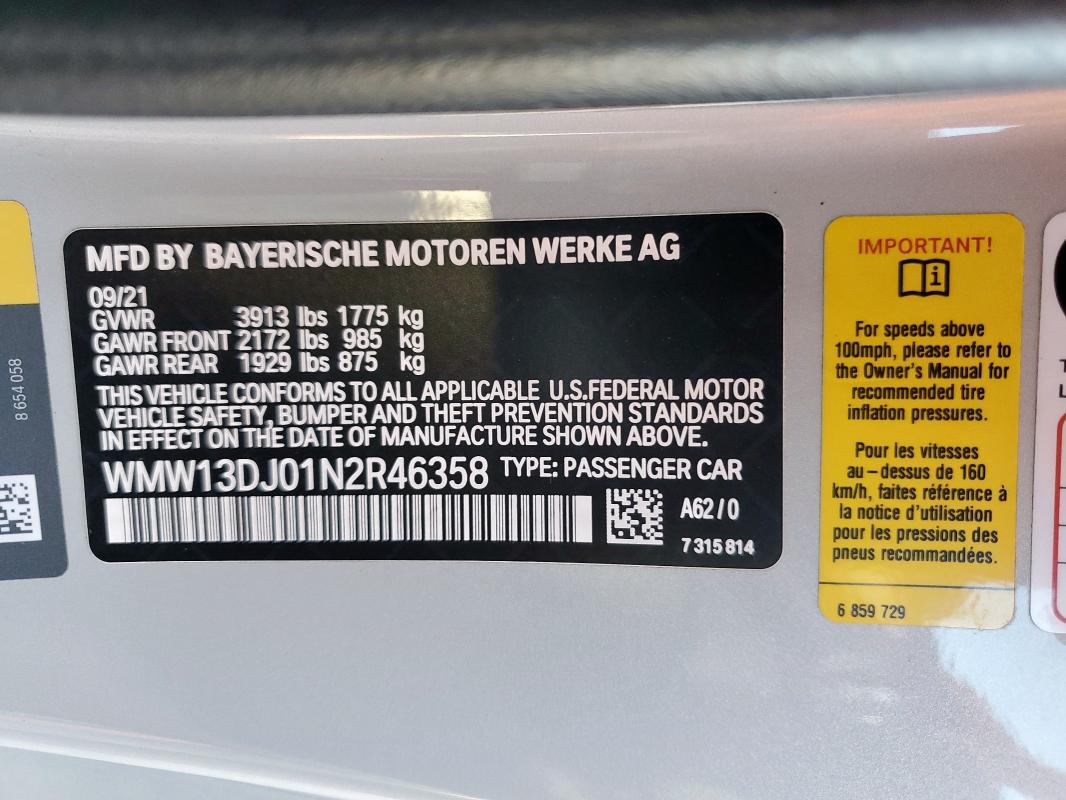 8 654 058
MFD BY BAYERISCHE MOTOREN WERKE AG
09/21
GVWR 3913 lbs 1775 kg
GAWR FRONT 2172 lbs 985 kg
GAWR REAR 1929 lbs 875 kg
THIS VEHICLE CONFORMS TO ALL APPLICABLE U.S.FEDERAL MOTOR
VEHICLE SAFETY, BUMPER AND THEFT PREVENTION STANDARDS
IN EFFECT ON THE DATE OF MANUFACTURE SHOWN ABOVE.
WMW13DJ01N2R46358 TYPE: PASSENGER CAR
A62/0
7 315 814
IMPORTANT!
i
For speeds above
100mph, please refer to
the Owner's Manual for
recommended tire
inflation pressures.
Pour les vitesses
au–dessus de 160
km/h, faites référence à
la notice d'utilisation
pour les pressions des
pneus recommandées.
6 859 729